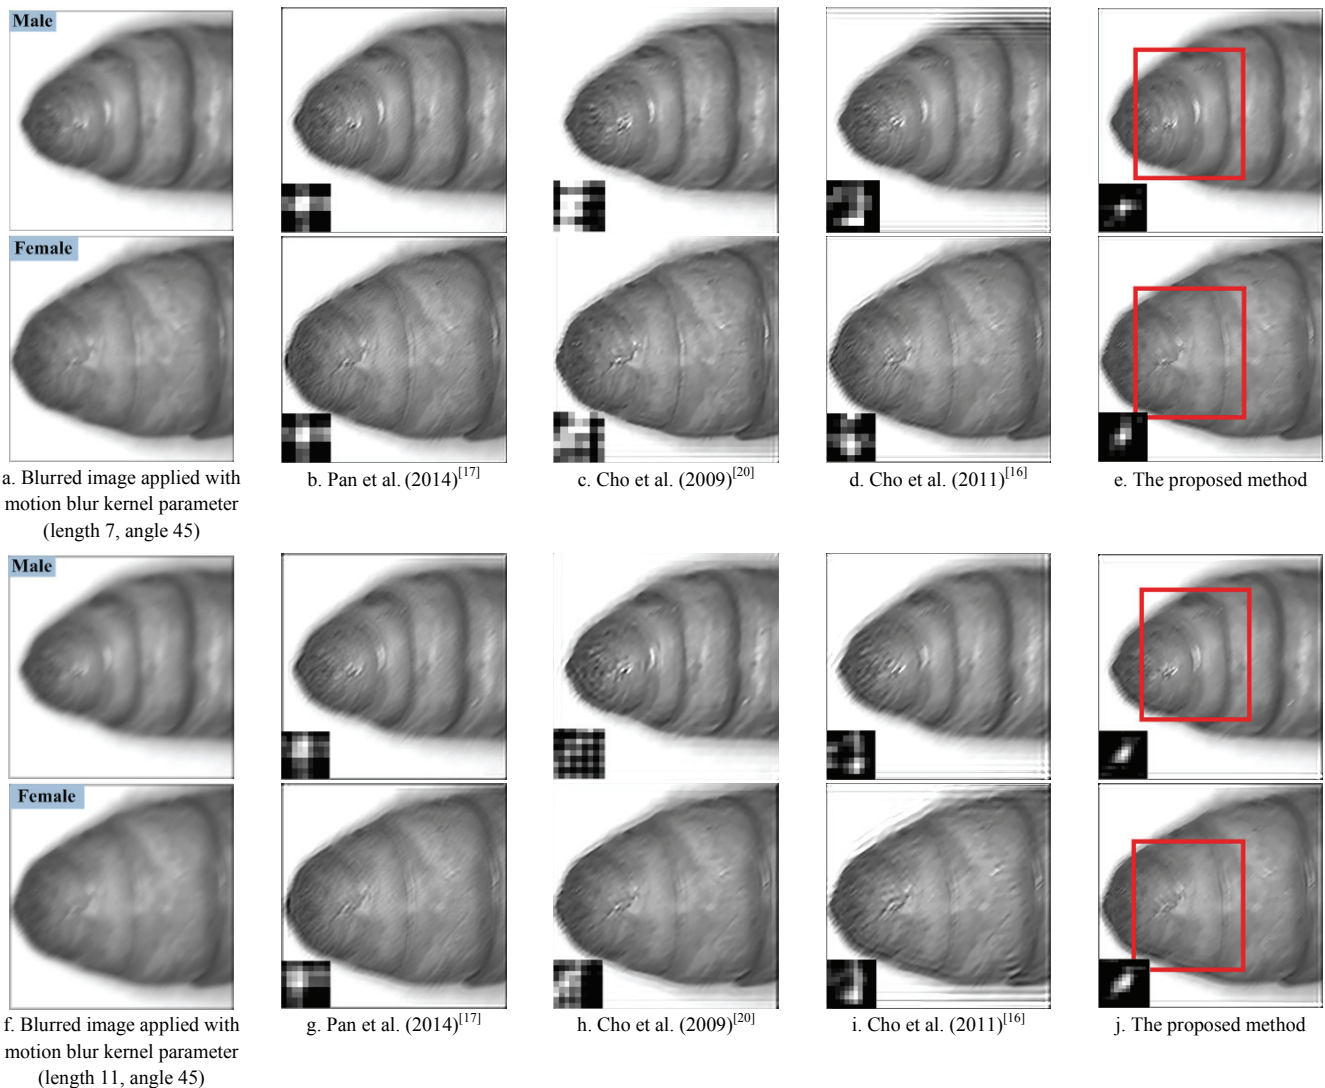 Male
Female
a. Blurred image applied with
motion blur kernel parameter
(length 7, angle 45)
b. Pan et al. (2014)[17]
c. Cho et al. (2009)[20]
d. Cho et al. (2011)[16]
e. The proposed method
Male
Female
f. Blurred image applied with
motion blur kernel parameter
(length 11, angle 45)
g. Pan et al. (2014)[17]
h. Cho et al. (2009)[20]
i. Cho et al. (2011)[16]
j. The proposed method